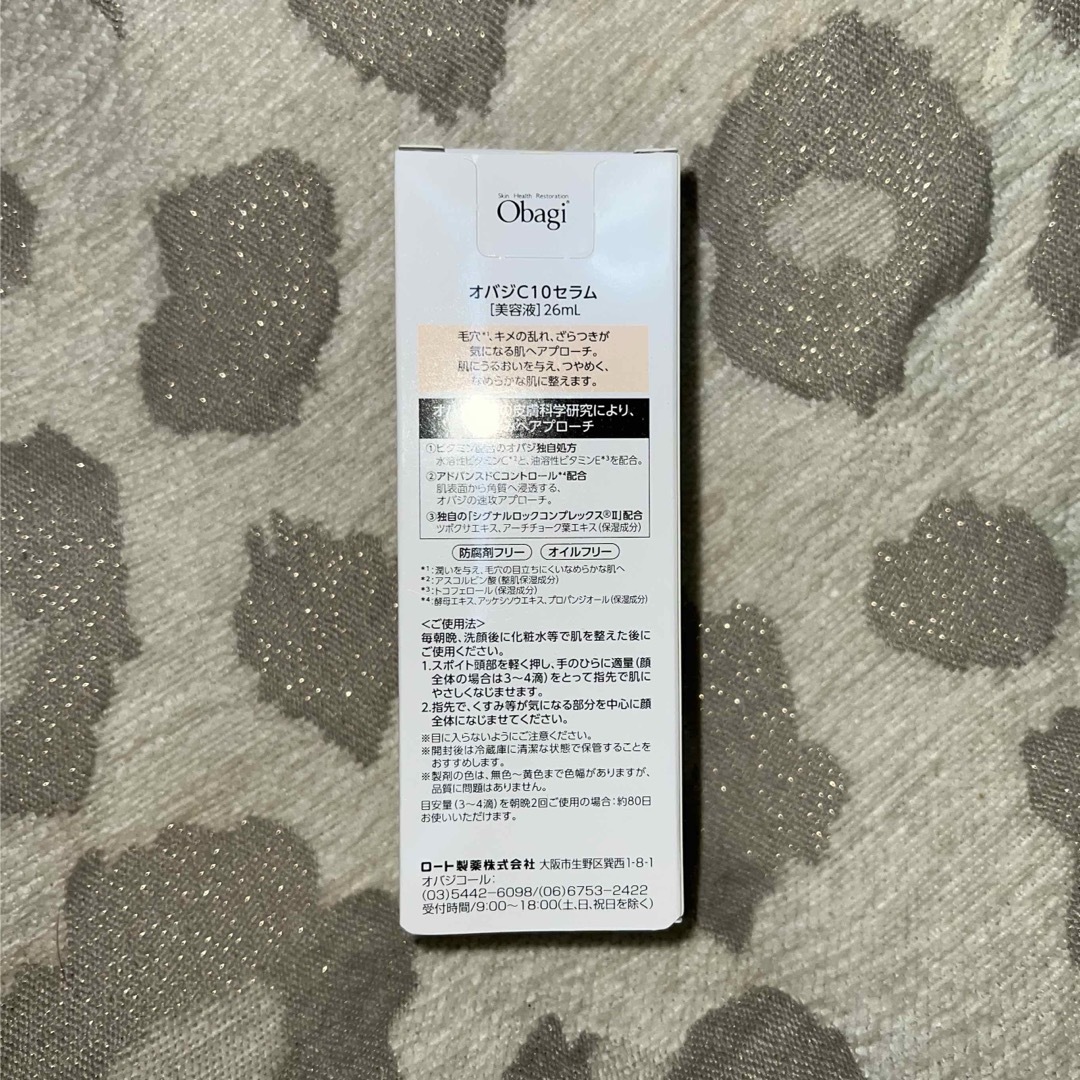 Skin Health Restoration
Obagi®
オバジC10セラム
[美容液]26mL
毛穴*¹、キメの乱れ、ざらつきが
気になる肌へアプローチ。
肌にうるおいを与え、つやめく、
なめらかな肌に整えます。
オバジ 皮膚科学研究により、
へアプローチ
①ビタミン 配合のオバジ独自処方
水溶性ビタミンC*²と、油溶性ビタミンE*³を配合。
②アドバンスドCコントロール*⁴配合
肌表面から角質へ浸透する、
オバジの速攻アプローチ。
③独自の「シグナルロックコンプレックス®Ⅱ」配合
ツボクサエキス、アーチチョーク葉エキス(保湿成分)
防腐剤フリー オイルフリー
*¹:潤いを与え、毛穴の目立ちにくいなめらかな肌へ
*²:アスコルビン酸(整肌保湿成分)
*³:トコフェロール(保湿成分)
*⁴:酵母エキス、アッケシソウエキス、プロパンジオール(保湿成分)
<ご使用法>
毎朝晩、洗顔後に化粧水等で肌を整えた後に
ご使用ください。
1.スポイト頭部を軽く押し、手のひらに適量(顔
全体の場合は3～4滴)をとって指先で肌に
やさしくなじませます。
2.指先で、くすみ等が気になる部分を中心に顔
全体になじませてください。
※目に入らないようにご注意ください。
※開封後は冷蔵庫に清潔な状態で保管することを
おすすめします。
※製剤の色は、無色～黄色まで色幅がありますが、
品質に問題はありません。
目安量(3～4滴)を朝晩2回ご使用の場合:約80日
お使いいただけます。
ロート製薬株式会社 大阪市生野区巽西1-8-1
オバジコール:
(03)5442-6098/(06)6753-2422
受付時間/9:00～18:00(土、日、祝日を除く)